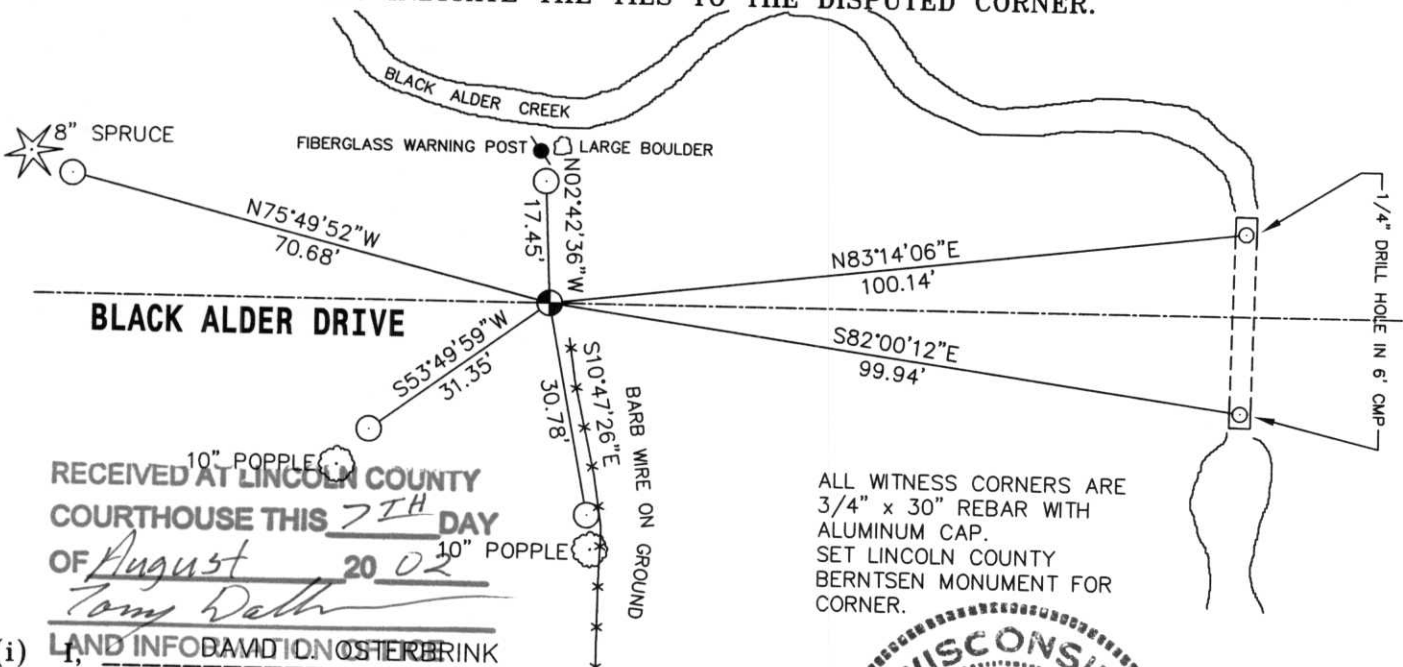 INDICATE THE TIES TO THE DISPUTED CORNER.
BLACK ALDER CREEK
8" SPRUCE
FIBERGLASS WARNING POST
LARGE BOULDER
N02°42'36"W
17.45'
N75°49'52"W
70.68'
N83°14'06"E
100.14'
1/4" DRILL HOLE IN 6' CMP
BLACK ALDER DRIVE
S82°00'12"E
99.94'
S53°49'59"W
31.35'
S10°47'26"E
30.78'
BARB WIRE ON GROUND
10" POPPLE
10" POPPLE
RECEIVED AT LINCOLN COUNTY
COURTHOUSE THIS 7TH DAY
OF August 20 02
Tony Dall
LAND INFORMATION OFFICE
ALL WITNESS CORNERS ARE
3/4" x 30" REBAR WITH
ALUMINUM CAP.
SET LINCOLN COUNTY
BERNTSEN MONUMENT FOR
CORNER.
(i) I, DAVID L. OSTERBRINK
WISCONSI